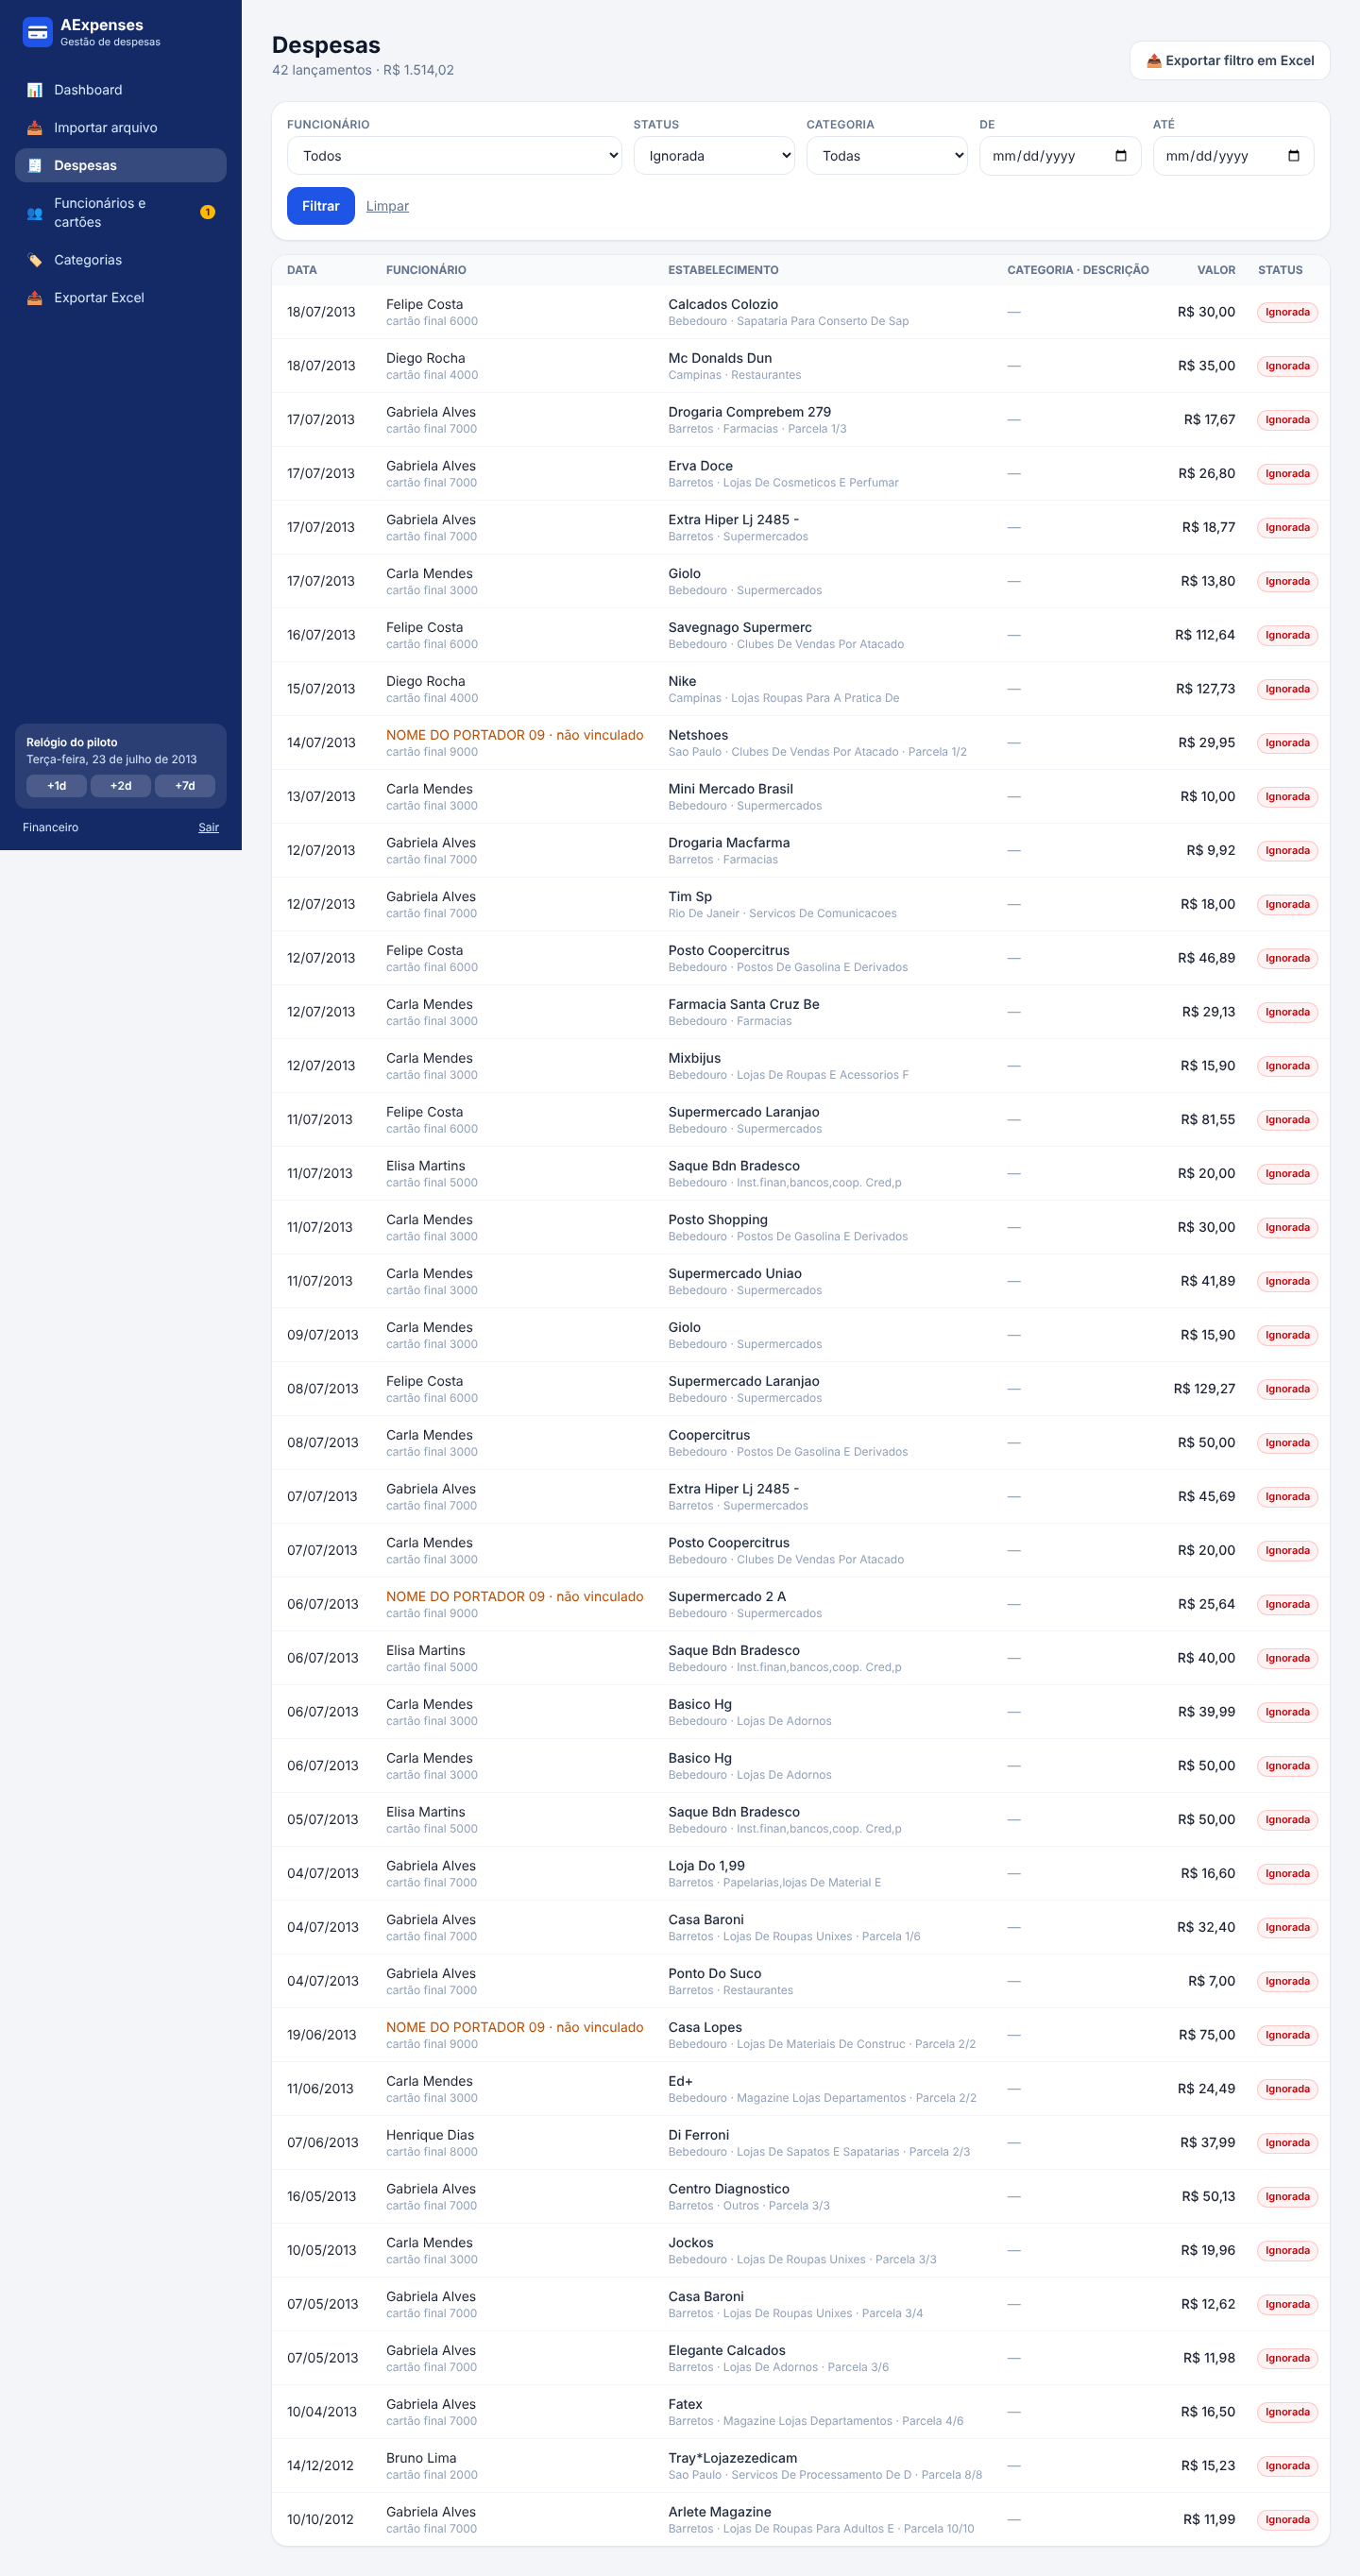 AExpenses
Gestão de despesas
Dashboard
Importar arquivo
Despesas
Funcionários e
cartões
1
Categorias
Exportar Excel
Relógio do piloto
Terça-feira, 23 de julho de 2013
+1d +2d +7d
Financeiro Sair
Despesas
42 lançamentos · R$ 1.514,02
Exportar filtro em Excel
FUNCIONÁRIO STATUS CATEGORIA DE ATÉ
Todos Ignorada Todas mm/dd/yyyy mm/dd/yyyy
Filtrar Limpar
DATA FUNCIONÁRIO ESTABELECIMENTO CATEGORIA · DESCRIÇÃO VALOR STATUS
18/07/2013 Felipe Costa Calcados Colozio — R$ 30,00 Ignorada
cartão final 6000 Bebedouro · Sapataria Para Conserto De Sap
18/07/2013 Diego Rocha Mc Donalds Dun — R$ 35,00 Ignorada
cartão final 4000 Campinas · Restaurantes
17/07/2013 Gabriela Alves Drogaria Comprebem 279 — R$ 17,67 Ignorada
cartão final 7000 Barretos · Farmacias · Parcela 1/3
17/07/2013 Gabriela Alves Erva Doce — R$ 26,80 Ignorada
cartão final 7000 Barretos · Lojas De Cosmeticos E Perfumar
17/07/2013 Gabriela Alves Extra Hiper Lj 2485 - — R$ 18,77 Ignorada
cartão final 7000 Barretos · Supermercados
17/07/2013 Carla Mendes Giolo — R$ 13,80 Ignorada
cartão final 3000 Bebedouro · Supermercados
16/07/2013 Felipe Costa Savegnago Supermerc — R$ 112,64 Ignorada
cartão final 6000 Bebedouro · Clubes De Vendas Por Atacado
15/07/2013 Diego Rocha Nike — R$ 127,73 Ignorada
cartão final 4000 Campinas · Lojas Roupas Para A Pratica De
14/07/2013 NOME DO PORTADOR 09 · não vinculado Netshoes — R$ 29,95 Ignorada
cartão final 9000 Sao Paulo · Clubes De Vendas Por Atacado · Parcela 1/2
13/07/2013 Carla Mendes Mini Mercado Brasil — R$ 10,00 Ignorada
cartão final 3000 Bebedouro · Supermercados
12/07/2013 Gabriela Alves Drogaria Macfarma — R$ 9,92 Ignorada
cartão final 7000 Barretos · Farmacias
12/07/2013 Gabriela Alves Tim Sp — R$ 18,00 Ignorada
cartão final 7000 Rio De Janeir · Servicos De Comunicacoes
12/07/2013 Felipe Costa Posto Coopercitrus — R$ 46,89 Ignorada
cartão final 6000 Bebedouro · Postos De Gasolina E Derivados
12/07/2013 Carla Mendes Farmacia Santa Cruz Be — R$ 29,13 Ignorada
cartão final 3000 Bebedouro · Farmacias
12/07/2013 Carla Mendes Mixbijus — R$ 15,90 Ignorada
cartão final 3000 Bebedouro · Lojas De Roupas E Acessorios F
11/07/2013 Felipe Costa Supermercado Laranjao — R$ 81,55 Ignorada
cartão final 6000 Bebedouro · Supermercados
11/07/2013 Elisa Martins Saque Bdn Bradesco — R$ 20,00 Ignorada
cartão final 5000 Bebedouro · Inst.finan,bancos,coop. Cred,p
11/07/2013 Carla Mendes Posto Shopping — R$ 30,00 Ignorada
cartão final 3000 Bebedouro · Postos De Gasolina E Derivados
11/07/2013 Carla Mendes Supermercado Uniao — R$ 41,89 Ignorada
cartão final 3000 Bebedouro · Supermercados
09/07/2013 Carla Mendes Giolo — R$ 15,90 Ignorada
cartão final 3000 Bebedouro · Supermercados
08/07/2013 Felipe Costa Supermercado Laranjao — R$ 129,27 Ignorada
cartão final 6000 Bebedouro · Supermercados
08/07/2013 Carla Mendes Coopercitrus — R$ 50,00 Ignorada
cartão final 3000 Bebedouro · Postos De Gasolina E Derivados
07/07/2013 Gabriela Alves Extra Hiper Lj 2485 - — R$ 45,69 Ignorada
cartão final 7000 Barretos · Supermercados
07/07/2013 Carla Mendes Posto Coopercitrus — R$ 20,00 Ignorada
cartão final 3000 Bebedouro · Clubes De Vendas Por Atacado
06/07/2013 NOME DO PORTADOR 09 · não vinculado Supermercado 2 A — R$ 25,64 Ignorada
cartão final 9000 Bebedouro · Supermercados
06/07/2013 Elisa Martins Saque Bdn Bradesco — R$ 40,00 Ignorada
cartão final 5000 Bebedouro · Inst.finan,bancos,coop. Cred,p
06/07/2013 Carla Mendes Basico Hg — R$ 39,99 Ignorada
cartão final 3000 Bebedouro · Lojas De Adornos
06/07/2013 Carla Mendes Basico Hg — R$ 50,00 Ignorada
cartão final 3000 Bebedouro · Lojas De Adornos
05/07/2013 Elisa Martins Saque Bdn Bradesco — R$ 50,00 Ignorada
cartão final 5000 Bebedouro · Inst.finan,bancos,coop. Cred,p
04/07/2013 Gabriela Alves Loja Do 1,99 — R$ 16,60 Ignorada
cartão final 7000 Barretos · Papelarias,lojas De Material E
04/07/2013 Gabriela Alves Casa Baroni — R$ 32,40 Ignorada
cartão final 7000 Barretos · Lojas De Roupas Unixes · Parcela 1/6
04/07/2013 Gabriela Alves Ponto Do Suco — R$ 7,00 Ignorada
cartão final 7000 Barretos · Restaurantes
19/06/2013 NOME DO PORTADOR 09 · não vinculado Casa Lopes — R$ 75,00 Ignorada
cartão final 9000 Bebedouro · Lojas De Materiais De Construc · Parcela 2/2
11/06/2013 Carla Mendes Ed+ — R$ 24,49 Ignorada
cartão final 3000 Bebedouro · Magazine Lojas Departamentos · Parcela 2/2
07/06/2013 Henrique Dias Di Ferroni — R$ 37,99 Ignorada
cartão final 8000 Bebedouro · Lojas De Sapatos E Sapatarias · Parcela 2/3
16/05/2013 Gabriela Alves Centro Diagnostico — R$ 50,13 Ignorada
cartão final 7000 Barretos · Outros · Parcela 3/3
10/05/2013 Carla Mendes Jockos — R$ 19,96 Ignorada
cartão final 3000 Bebedouro · Lojas De Roupas Unixes · Parcela 3/3
07/05/2013 Gabriela Alves Casa Baroni — R$ 12,62 Ignorada
cartão final 7000 Barretos · Lojas De Roupas Unixes · Parcela 3/4
07/05/2013 Gabriela Alves Elegante Calcados — R$ 11,98 Ignorada
cartão final 7000 Barretos · Lojas De Adornos · Parcela 3/6
10/04/2013 Gabriela Alves Fatex — R$ 16,50 Ignorada
cartão final 7000 Barretos · Magazine Lojas Departamentos · Parcela 4/6
14/12/2012 Bruno Lima Tray*Lojazezedicam — R$ 15,23 Ignorada
cartão final 2000 Sao Paulo · Servicos De Processamento De D · Parcela 8/8
10/10/2012 Gabriela Alves Arlete Magazine — R$ 11,99 Ignorada
cartão final 7000 Barretos · Lojas De Roupas Para Adultos E · Parcela 10/10